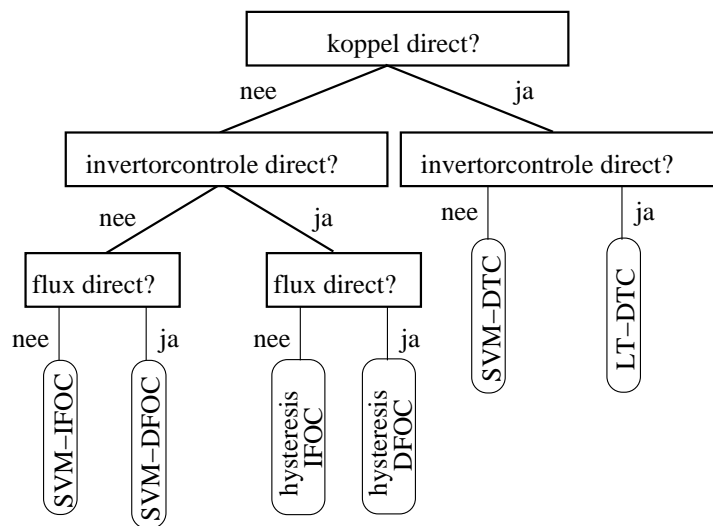 koppel direct?
nee
ja
invertorcontrole direct?
invertorcontrole direct?
nee
ja
nee
ja
flux direct?
flux direct?
SVM–DTC
LT–DTC
nee
ja
nee
ja
SVM–IFOC
SVM–DFOC
hysteresis
IFOC
hysteresis
DFOC